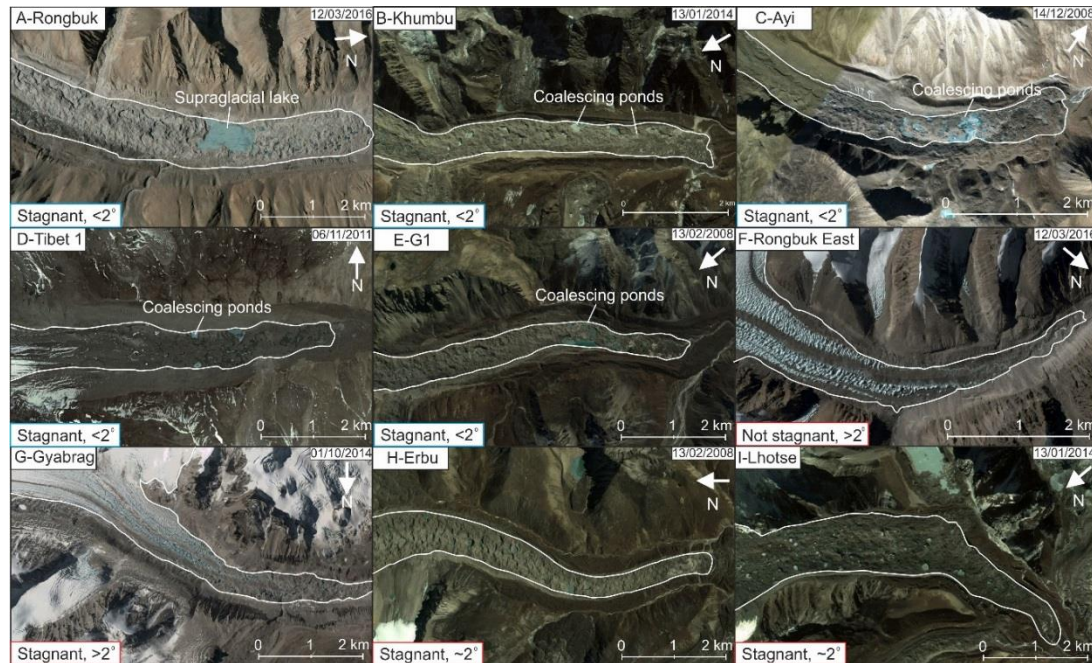 A-Rongbuk
12/03/2016
N
Supraglacial lake
0 1 2 km
Stagnant, <2°
B-Khumbu
13/01/2014
N
Coalescing ponds
0 1 2 km
Stagnant, <2°
C-Ayi
14/12/2008
N
Coalescing ponds
0 1 2 km
Stagnant, <2°
D-Tibet 1
06/11/2011
N
Coalescing ponds
0 1 2 km
Stagnant, <2°
E-G1
13/02/2008
N
Coalescing ponds
0 1 2 km
Stagnant, <2°
F-Rongbuk East
12/03/2016
N
0 1 2 km
Not stagnant, >2°
G-Gyabrag
01/10/2014
N
0 1 2 km
Stagnant, >2°
H-Erbu
13/02/2008
N
0 1 2 km
Stagnant, ~2°
I-Lhotse
13/01/2014
N
0 1 2 km
Stagnant, ~2°